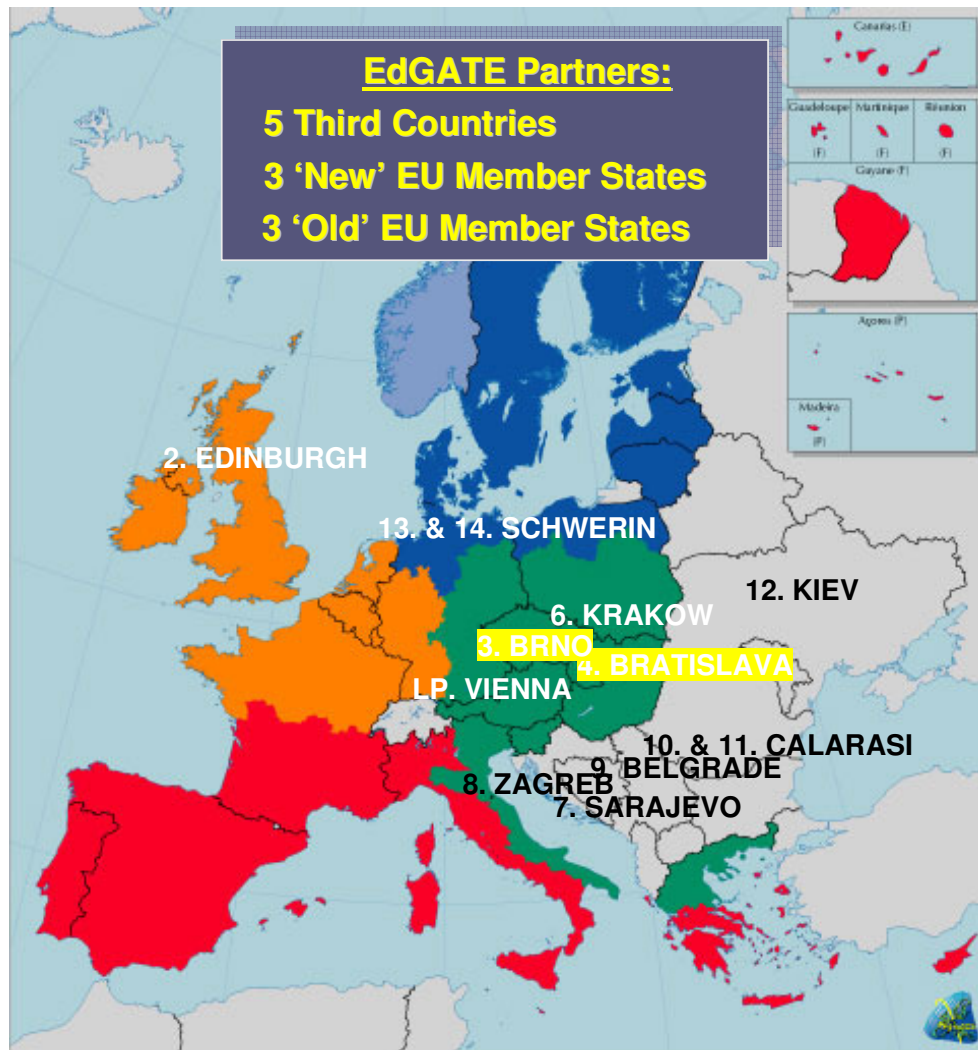 EdGATE Partners:
5 Third Countries
3 ‘New’ EU Member States
3 ‘Old’ EU Member States
Canarias (E)
Guadeloupe Martinique Réunion
(F) (F) (F)
Guyane (F)
Açores (P)
Madeira
(P)
2. EDINBURGH
13. & 14. SCHWERIN
12. KIEV
6. KRAKOW
3. BRNO
4. BRATISLAVA
LP. VIENNA
10. & 11. CALARASI
9. BELGRADE
8. ZAGREB
7. SARAJEVO